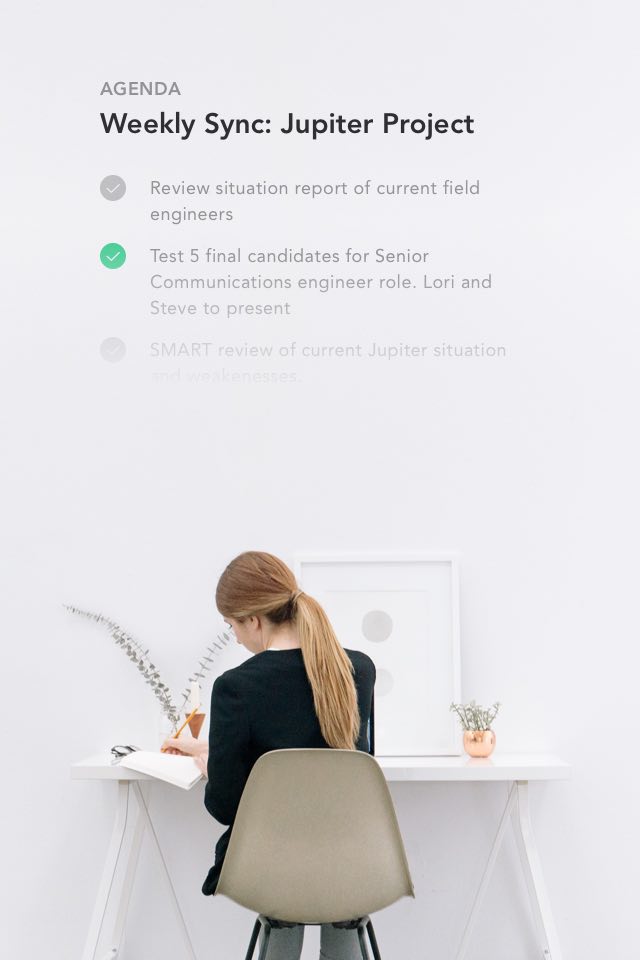 AGENDA
Weekly Sync: Jupiter Project
Review situation report of current field
engineers
Test 5 final candidates for Senior
Communications engineer role. Lori and
Steve to present
SMART review of current Jupiter situation
and weakenesses.